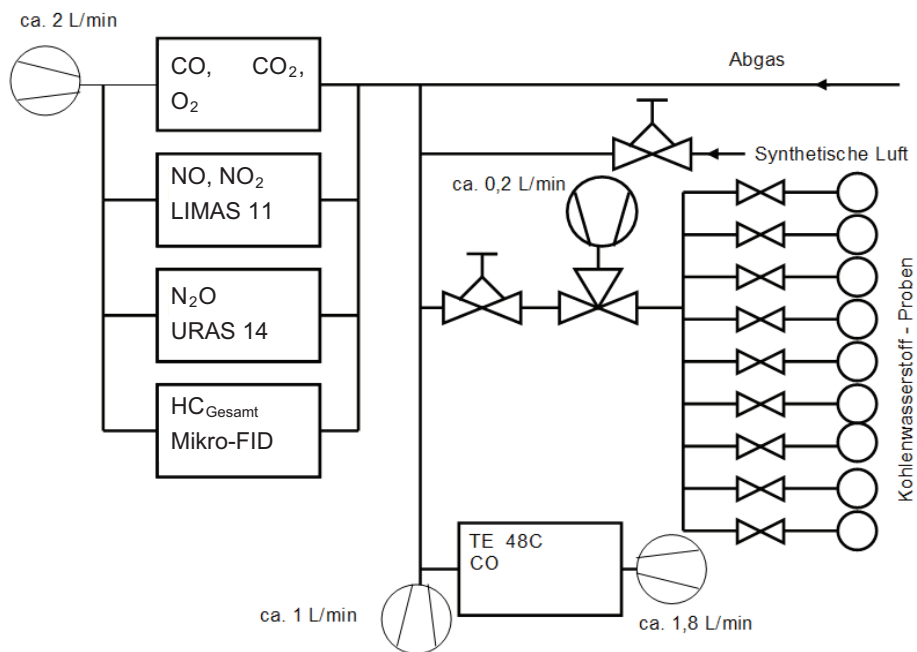 ca. 2 L/min
CO, CO₂,
O₂
Abgas
NO, NO₂
LIMAS 11
Synthetische Luft
ca. 0,2 L/min
N₂O
URAS 14
HC_Gesamt
Mikro-FID
Kohlenwasserstoff - Proben
TE 48C
CO
ca. 1 L/min
ca. 1,8 L/min